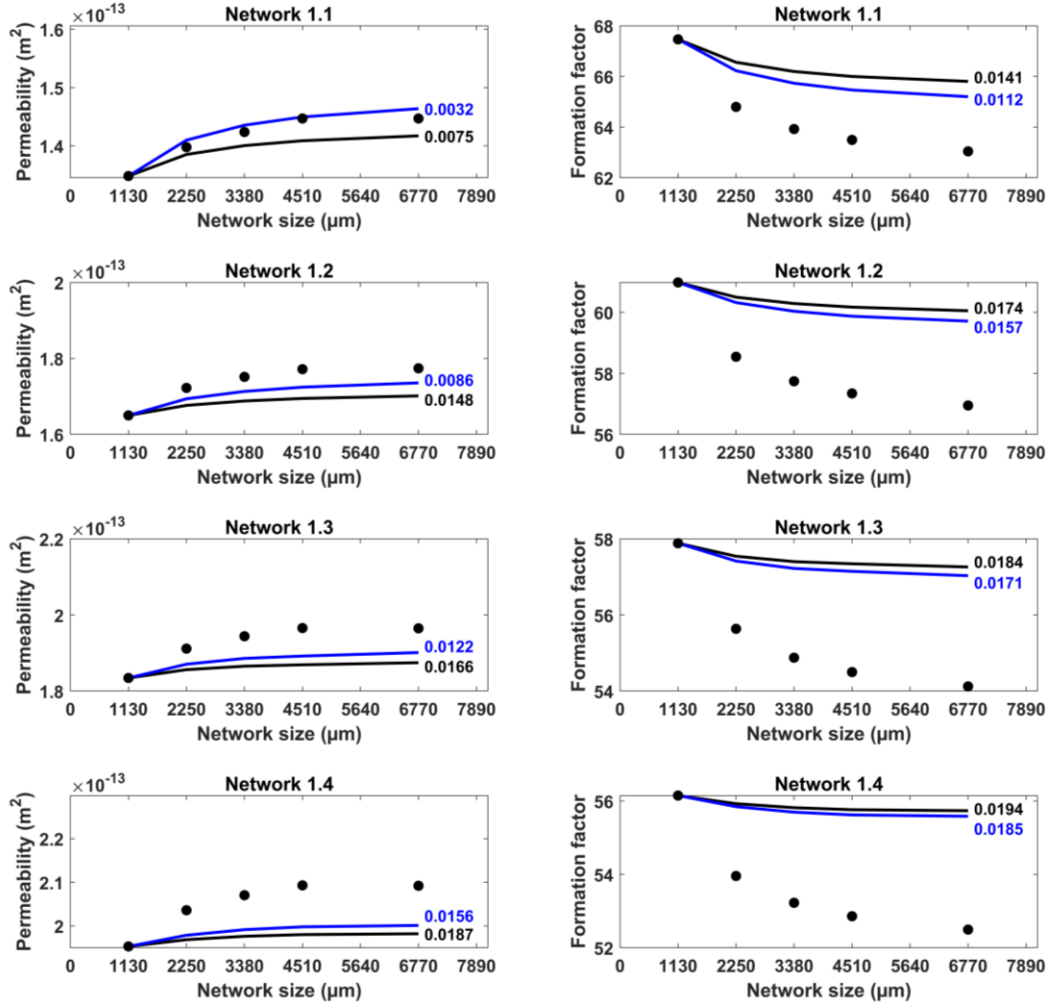 ×10⁻¹³
Network 1.1
1.6
1.5
1.4
Permeability (m²)
0.0032
0.0075
0 1130 2250 3380 4510 5640 6770 7890
Network size (µm)
Network 1.1
68
66
64
62
Formation factor
0.0141
0.0112
0 1130 2250 3380 4510 5640 6770 7890
Network size (µm)
×10⁻¹³
Network 1.2
2
1.8
1.6
Permeability (m²)
0.0086
0.0148
0 1130 2250 3380 4510 5640 6770 7890
Network size (µm)
Network 1.2
60
58
56
Formation factor
0.0174
0.0157
0 1130 2250 3380 4510 5640 6770 7890
Network size (µm)
×10⁻¹³
Network 1.3
2.2
2
1.8
Permeability (m²)
0.0122
0.0166
0 1130 2250 3380 4510 5640 6770 7890
Network size (µm)
Network 1.3
58
56
54
Formation factor
0.0184
0.0171
0 1130 2250 3380 4510 5640 6770 7890
Network size (µm)
×10⁻¹³
Network 1.4
2.2
2.1
2
Permeability (m²)
0.0156
0.0187
0 1130 2250 3380 4510 5640 6770 7890
Network size (µm)
Network 1.4
56
54
52
Formation factor
0.0194
0.0185
0 1130 2250 3380 4510 5640 6770 7890
Network size (µm)